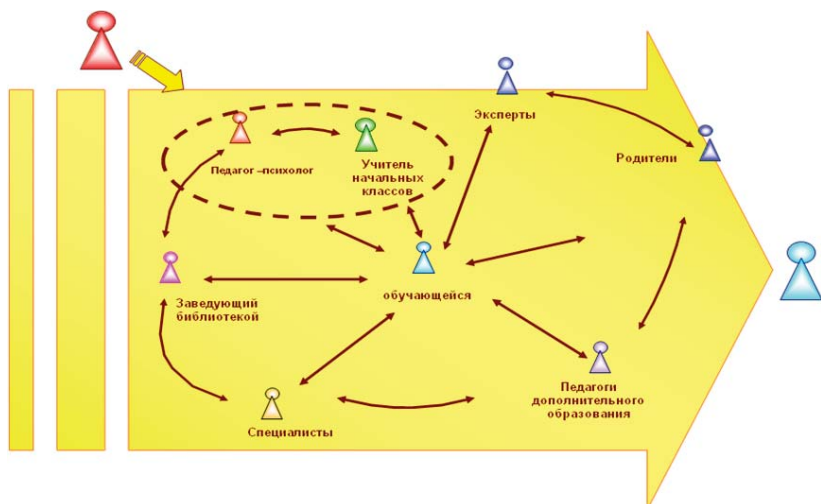 Эксперты
Родители
Педагог –психолог
Учитель
начальных
классов
обучающейся
Заведующий
библиотекой
Педагоги
дополнительного
образования
Специалисты